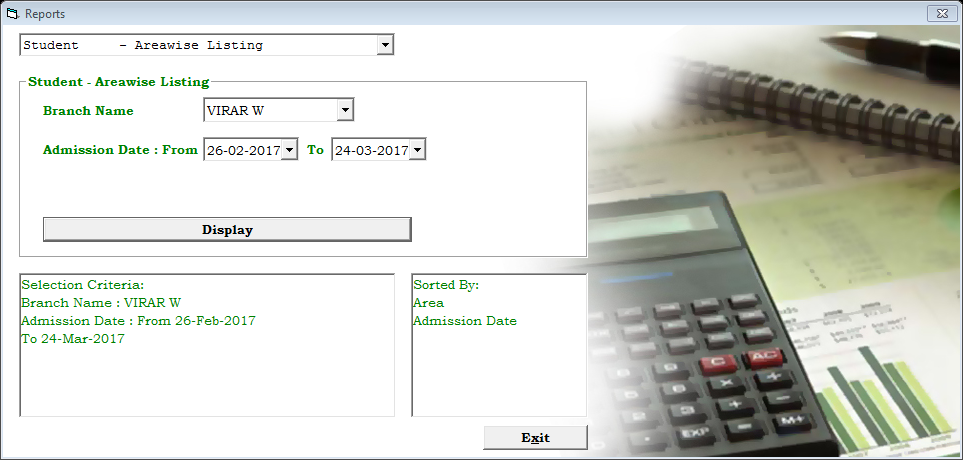 Reports
Student - Areawise Listing
Student - Areawise Listing
Branch Name VIRAR W
Admission Date : From 26-02-2017 To 24-03-2017
Display
Selection Criteria:
Branch Name : VIRAR W
Admission Date : From 26-Feb-2017
To 24-Mar-2017
Sorted By:
Area
Admission Date
Exit
C AC
EXP